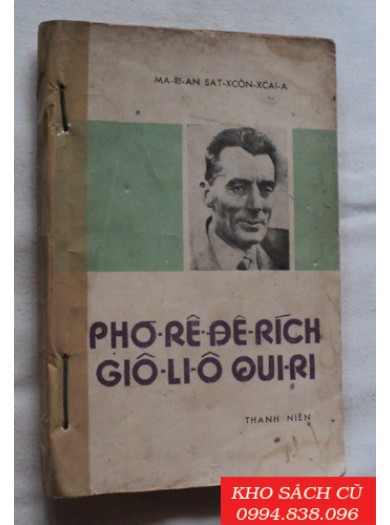 MA-RI-AN SAT-XCÔN-XCAI-A
PHƠ-RÊ-ĐÊ-RÍCH
GIÔ-LI-Ô QUI-RI
THANH NIÊN
KHO SÁCH CŨ
0994.838.096